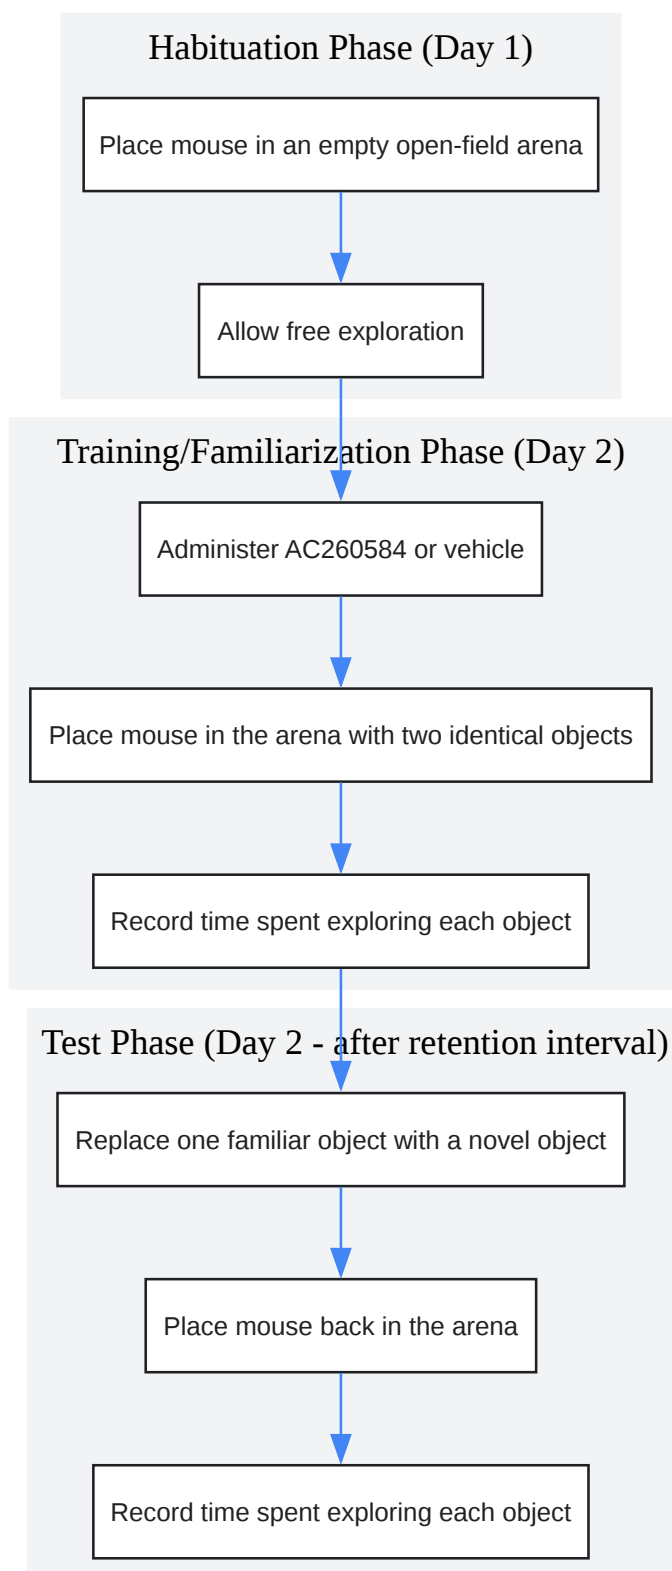 Habituation Phase (Day 1)
Place mouse in an empty open-field arena
Allow free exploration
Training/Familiarization Phase (Day 2)
Administer AC260584 or vehicle
Place mouse in the arena with two identical objects
Record time spent exploring each object
Test Phase (Day 2 - after retention interval)
Replace one familiar object with a novel object
Place mouse back in the arena
Record time spent exploring each object